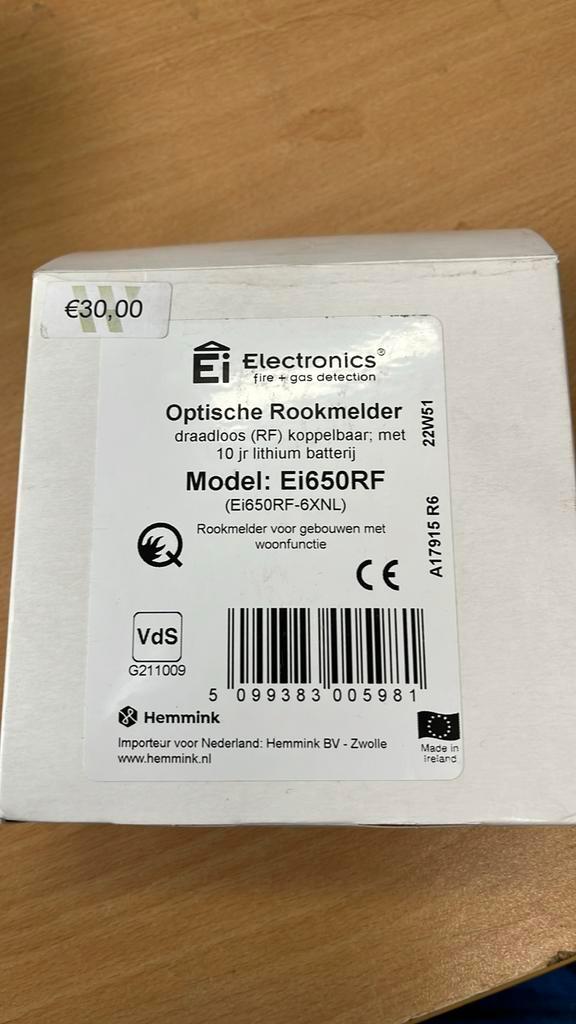 €30,00
Ei Electronics®
fire + gas detection
Optische Rookmelder
draadloos (RF) koppelbaar; met
10 jr lithium batterij
Model: Ei650RF
(Ei650RF-6XNL)
Rookmelder voor gebouwen met
woonfunctie
22W51
A17915 R6
CE
VdS
G211009
5 099383 005981
Hemmink
Importeur voor Nederland: Hemmink BV - Zwolle
www.hemmink.nl
Made in
Ireland